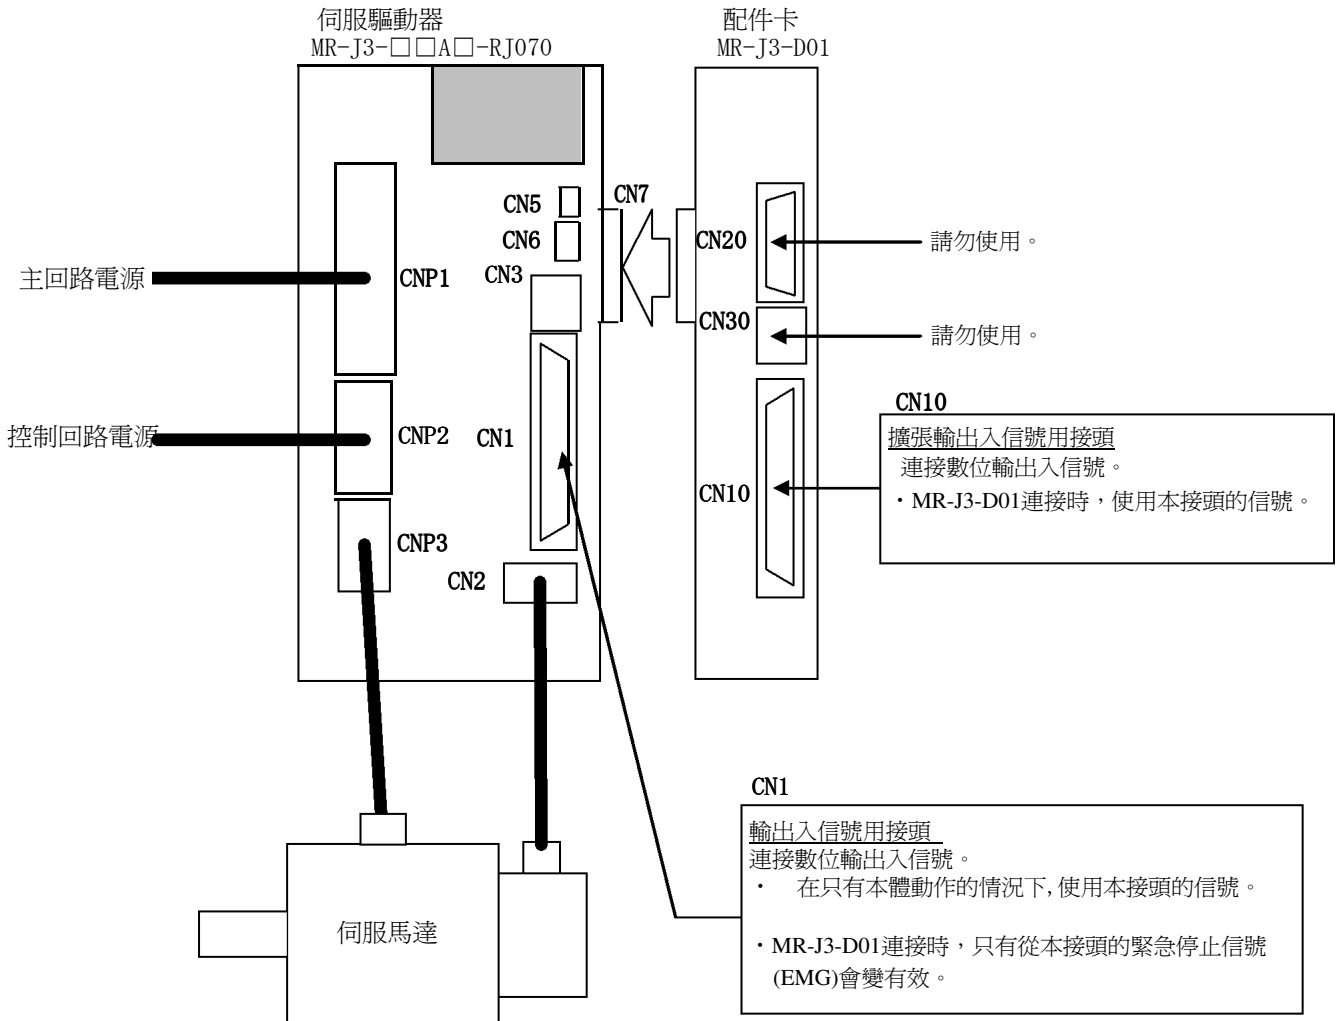 伺服驅動器
MR-J3-□□A□-RJ070
配件卡
MR-J3-D01
CN5
CN7
CN6
CN20
請勿使用。
CN3
主回路電源
CNP1
CN30
請勿使用。
CN10
擴張輸出入信號用接頭
連接數位輸出入信號。
・MR-J3-D01連接時，使用本接頭的信號。
控制回路電源
CNP2
CN1
CN10
CNP3
CN2
CN1
輸出入信號用接頭
連接數位輸出入信號。
・ 在只有本體動作的情況下,使用本接頭的信號。
・MR-J3-D01連接時，只有從本接頭的緊急停止信號
(EMG)會變有效。
伺服馬達